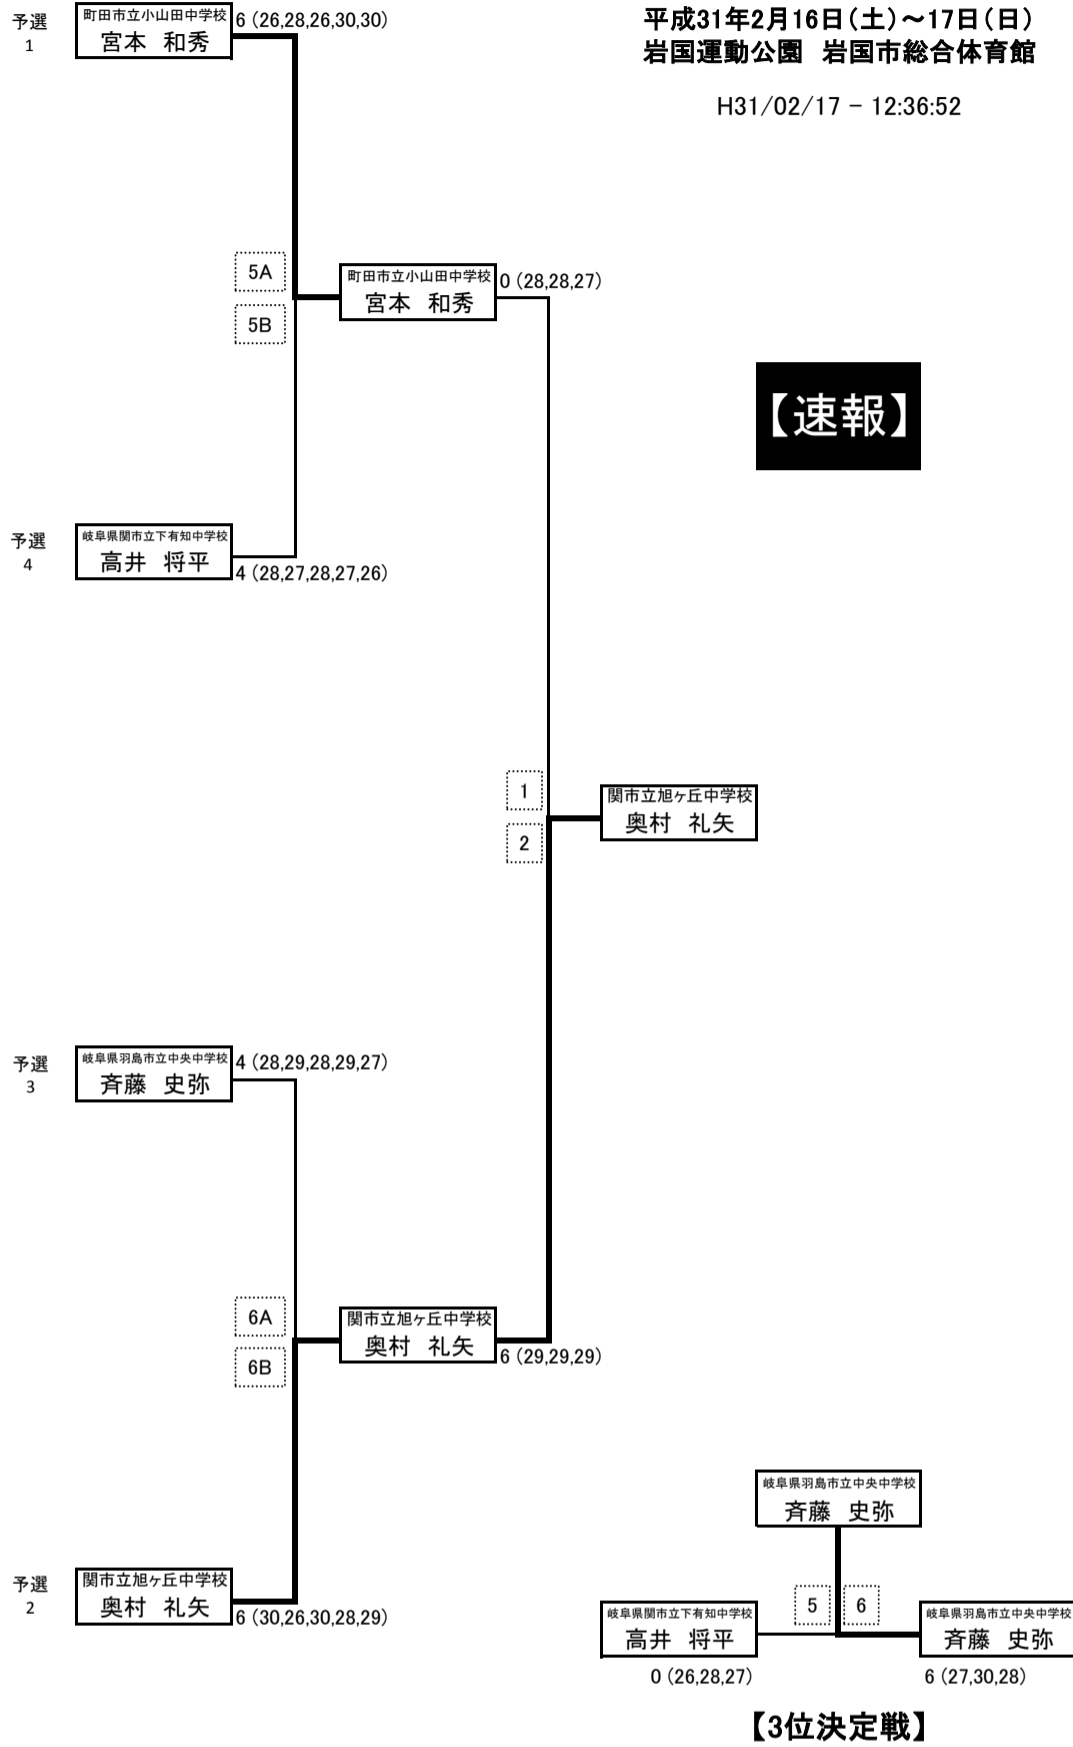 平成31年2月16日(土)～17日(日)
岩国運動公園 岩国市総合体育館
H31/02/17 - 12:36:52
予選
1
町田市立小山田中学校
宮本 和秀
6 (26,28,26,30,30)
5A
5B
町田市立小山田中学校
宮本 和秀
0 (28,28,27)
【速報】
予選
4
岐阜県関市立下有知中学校
高井 将平
4 (28,27,28,27,26)
1
2
関市立旭ヶ丘中学校
奥村 礼矢
予選
3
岐阜県羽島市立中央中学校
斉藤 史弥
4 (28,29,28,29,27)
6A
6B
関市立旭ヶ丘中学校
奥村 礼矢
6 (29,29,29)
予選
2
関市立旭ヶ丘中学校
奥村 礼矢
6 (30,26,30,28,29)
岐阜県羽島市立中央中学校
斉藤 史弥
5
6
岐阜県関市立下有知中学校
高井 将平
0 (26,28,27)
岐阜県羽島市立中央中学校
斉藤 史弥
6 (27,30,28)
【3位決定戦】